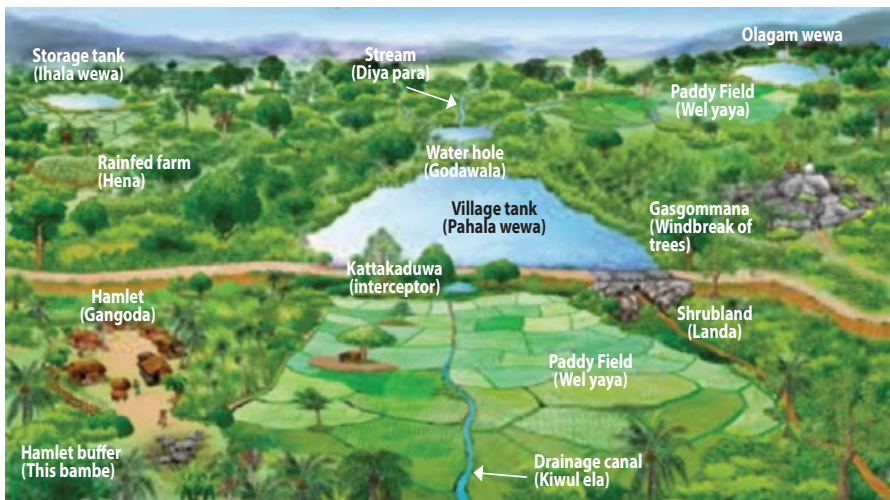 Storage tank
(Ihala wewa)
Stream
(Diya para)
Olagam wewa
Paddy Field
(Wel yaya)
Rainfed farm
(Hena)
Water hole
(Godawala)
Village tank
(Pahala wewa)
Gasgommana
(Windbreak of
trees)
Kattakaduwa
(interceptor)
Hamlet
(Gangoda)
Shrubland
(Landa)
Paddy Field
(Wel yaya)
Hamlet buffer
(This bambe)
Drainage canal
(Kiwul ela)